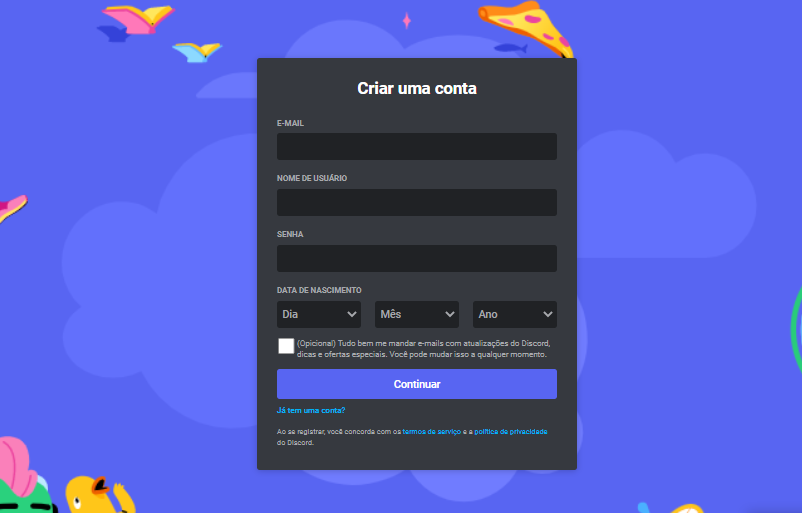 Criar uma conta
E-MAIL
NOME DE USUÁRIO
SENHA
DATA DE NASCIMENTO
Dia Mês Ano
(Opicional) Tudo bem me mandar e-mails com atualizações do Discord,
dicas e ofertas especiais. Você pode mudar isso a qualquer momento.
Continuar
Já tem uma conta?
Ao se registrar, você concorda com os termos de serviço e a política de privacidade
do Discord.